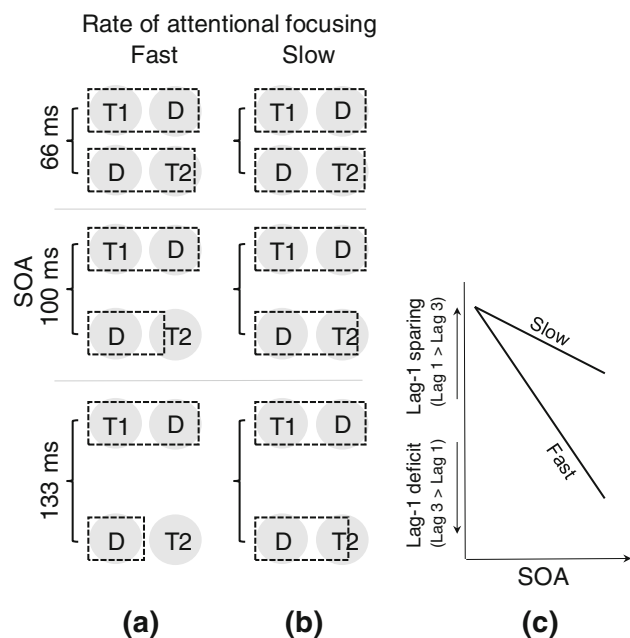 Rate of attentional focusing
Fast Slow
T1 D T1 D
66 ms
D T2 D T2
SOA
T1 D T1 D
100 ms
D T2 D T2
T1 D T1 D
133 ms
D T2 D T2
Lag-1 sparing
(Lag 1 > Lag 3)
Lag-1 deficit
(Lag 3 > Lag 1)
Slow
Fast
SOA
(a) (b) (c)